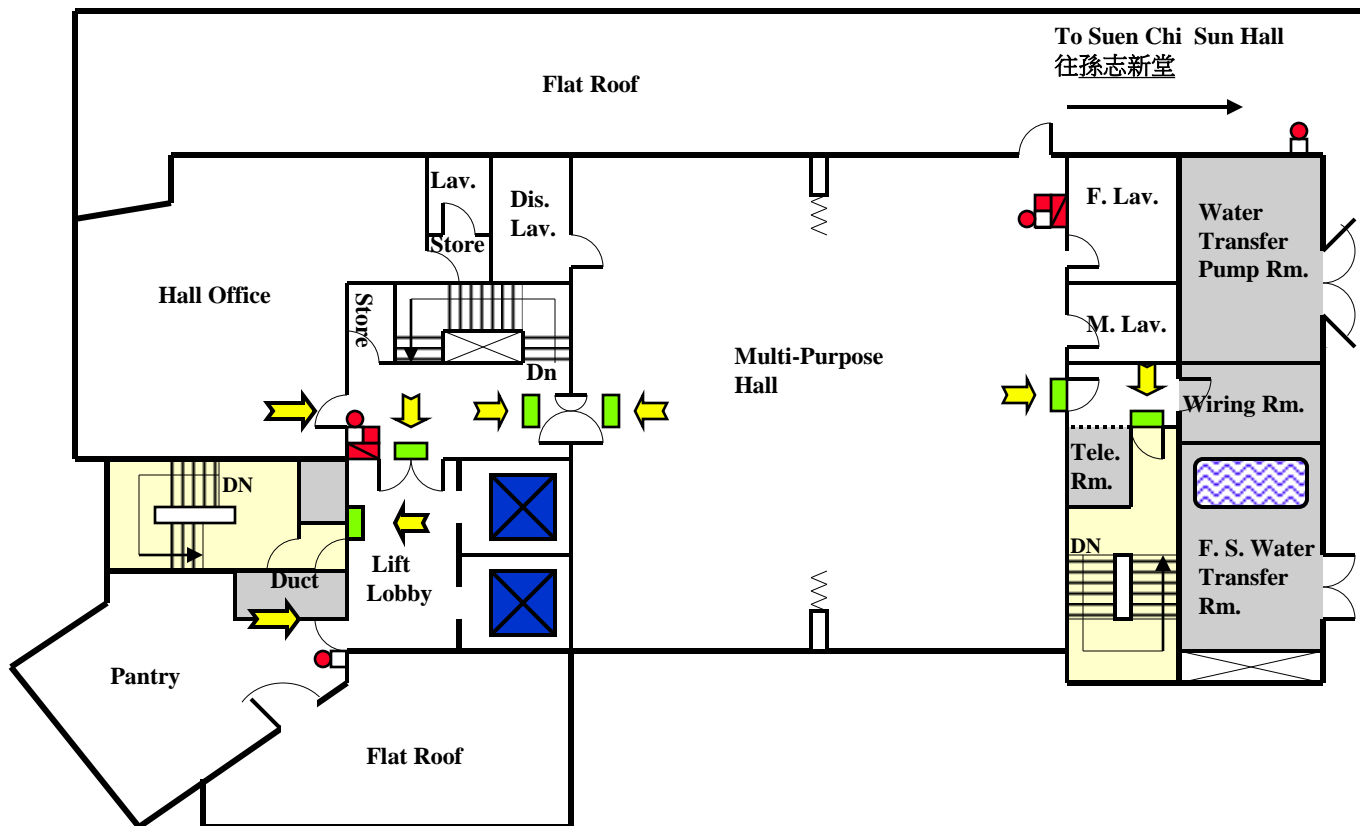 To Suen Chi Sun Hall
往孫志新堂
Flat Roof
Lav.
Dis.
Lav.
Store
F. Lav.
Water
Transfer
Pump Rm.
Hall Office
Store
M. Lav.
Multi-Purpose
Hall
Dn
Wiring Rm.
Tele.
Rm.
DN
DN
F. S. Water
Transfer
Rm.
Duct
Lift
Lobby
Pantry
Flat Roof